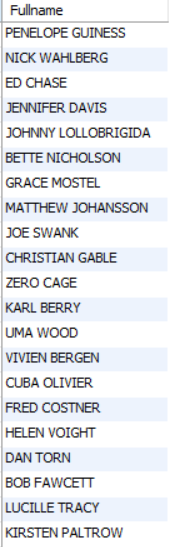 Fullname
PENELOPE GUINESS
NICK WAHLBERG
ED CHASE
JENNIFER DAVIS
JOHNNY LOLLOBRIGIDA
BETTE NICHOLSON
GRACE MOSTEL
MATTHEW JOHANSSON
JOE SWANK
CHRISTIAN GABLE
ZERO CAGE
KARL BERRY
UMA WOOD
VIVIEN BERGEN
CUBA OLIVIER
FRED COSTNER
HELEN VOIGHT
DAN TORN
BOB FAWCETT
LUCILLE TRACY
KIRSTEN PALTROW